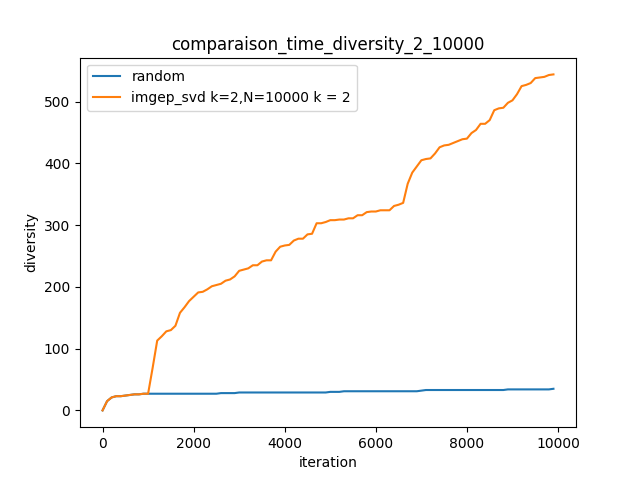 comparaison_time_diversity_2_10000
random
imgep_svd k=2,N=10000 k = 2
diversity
500
400
300
200
100
0
0 2000 4000 6000 8000 10000
iteration